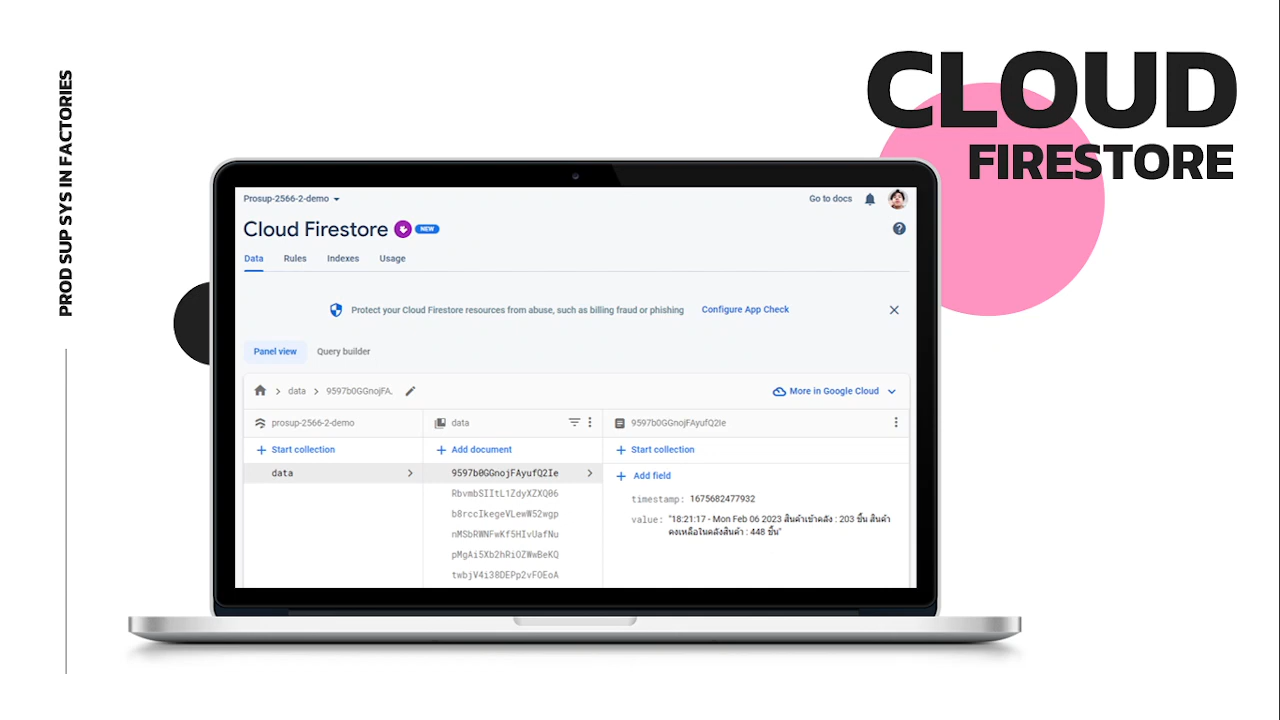 CLOUD
FIRESTORE
PROD SUP SYS IN FACTORIES
Prosup-2566-2-demo
Go to docs
Cloud Firestore
NEW
Data Rules Indexes Usage
Protect your Cloud Firestore resources from abuse, such as billing fraud or phishing Configure App Check
Panel view Query builder
data 9597b0GGnojFA.
More in Google Cloud
prosup-2566-2-demo data 9597b0GGnojFAyufQ2Ie
+ Start collection + Add document + Start collection
data 9597b0GGnojFAyufQ2Ie + Add field
RbvmbSIItL1ZdyXZXQ06
timestamp: 1675682477932
b8rccIkegeVLewW52wgp
value: "18:21:17 - Mon Feb 06 2023 สินค้าเข้าคลัง : 203 ชิ้น สินค้า
คงเหลือในคลังสินค้า : 448 ชิ้น"
nMSbRWNFwKf5HIvUafNu
pMgAi5Xb2hRiOZWwBeKQ
twbjV4i38DEPp2vFOEoA